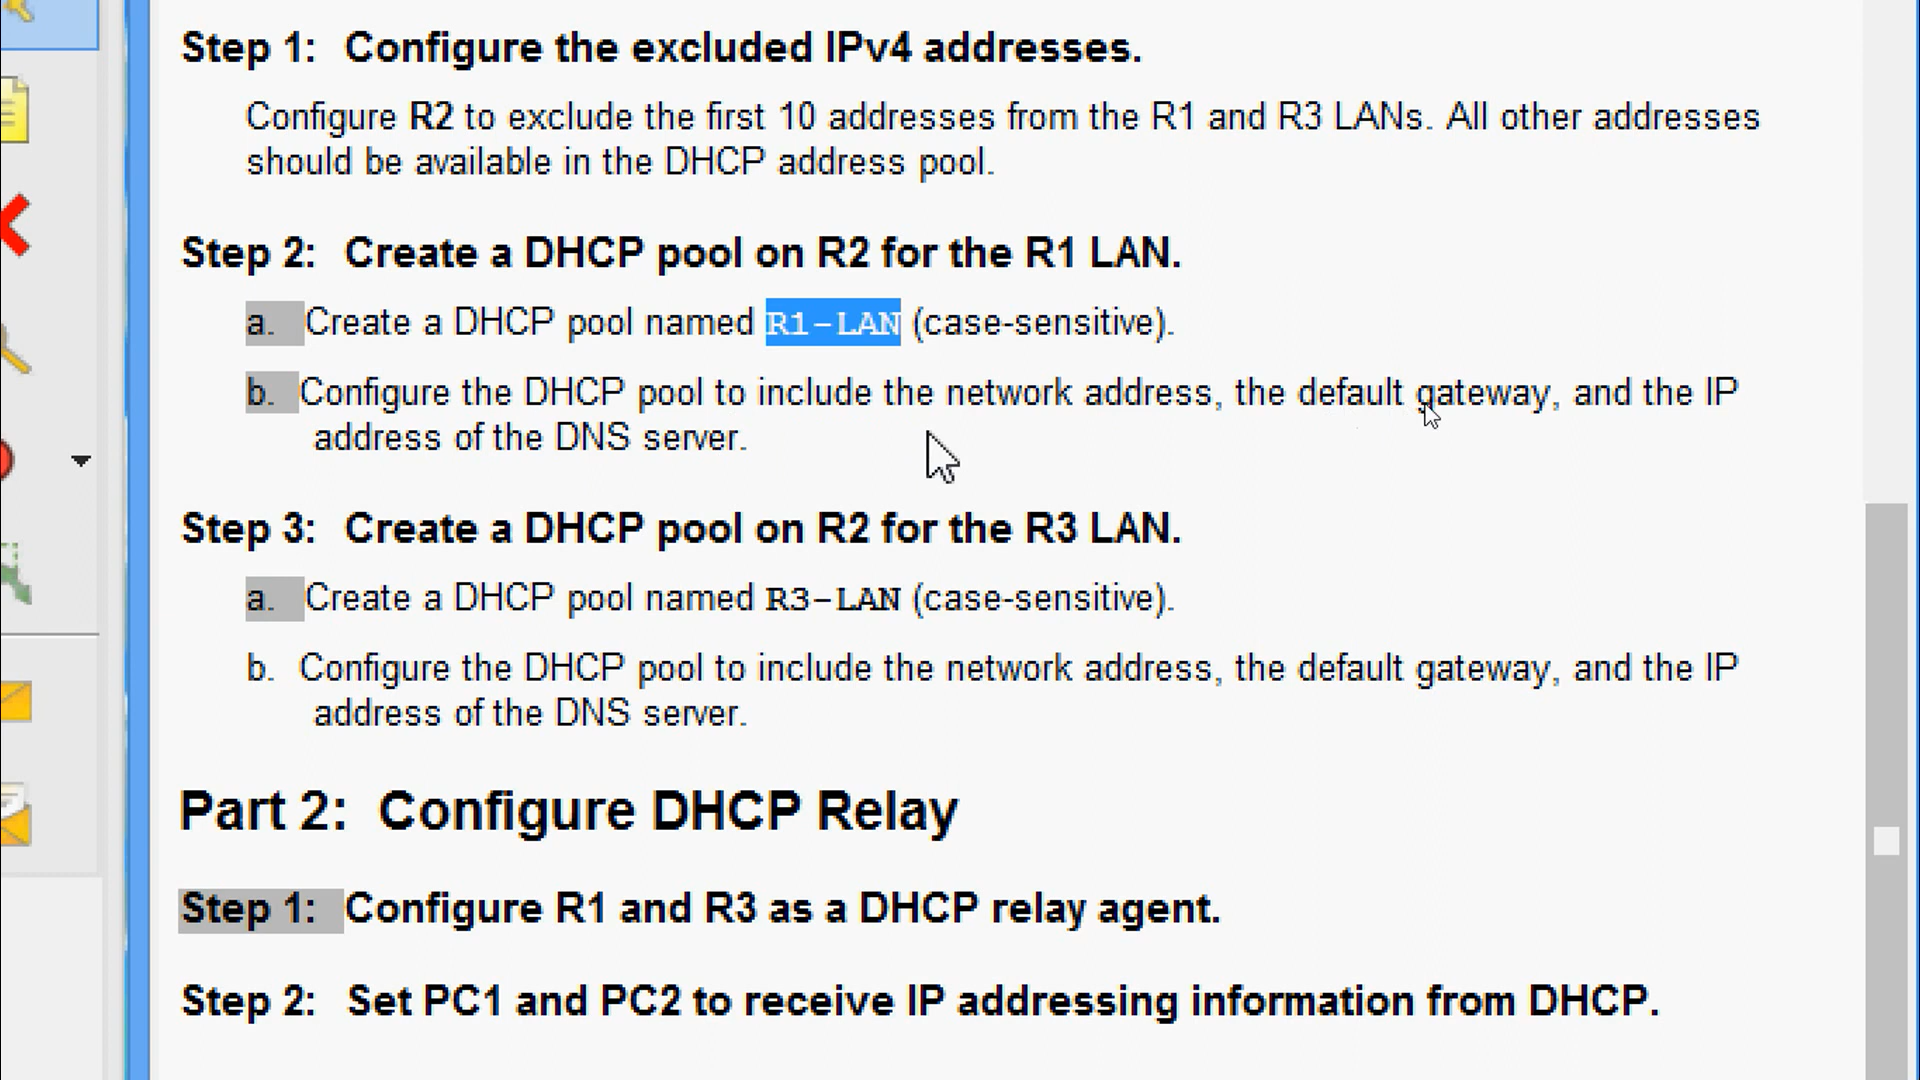 Step 1: Configure the excluded IPv4 addresses.
Configure R2 to exclude the first 10 addresses from the R1 and R3 LANs. All other addresses
should be available in the DHCP address pool.
Step 2: Create a DHCP pool on R2 for the R1 LAN.
a. Create a DHCP pool named R1-LAN (case-sensitive).
b. Configure the DHCP pool to include the network address, the default gateway, and the IP
address of the DNS server.
Step 3: Create a DHCP pool on R2 for the R3 LAN.
a. Create a DHCP pool named R3-LAN (case-sensitive).
b. Configure the DHCP pool to include the network address, the default gateway, and the IP
address of the DNS server.
Part 2: Configure DHCP Relay
Step 1: Configure R1 and R3 as a DHCP relay agent.
Step 2: Set PC1 and PC2 to receive IP addressing information from DHCP.